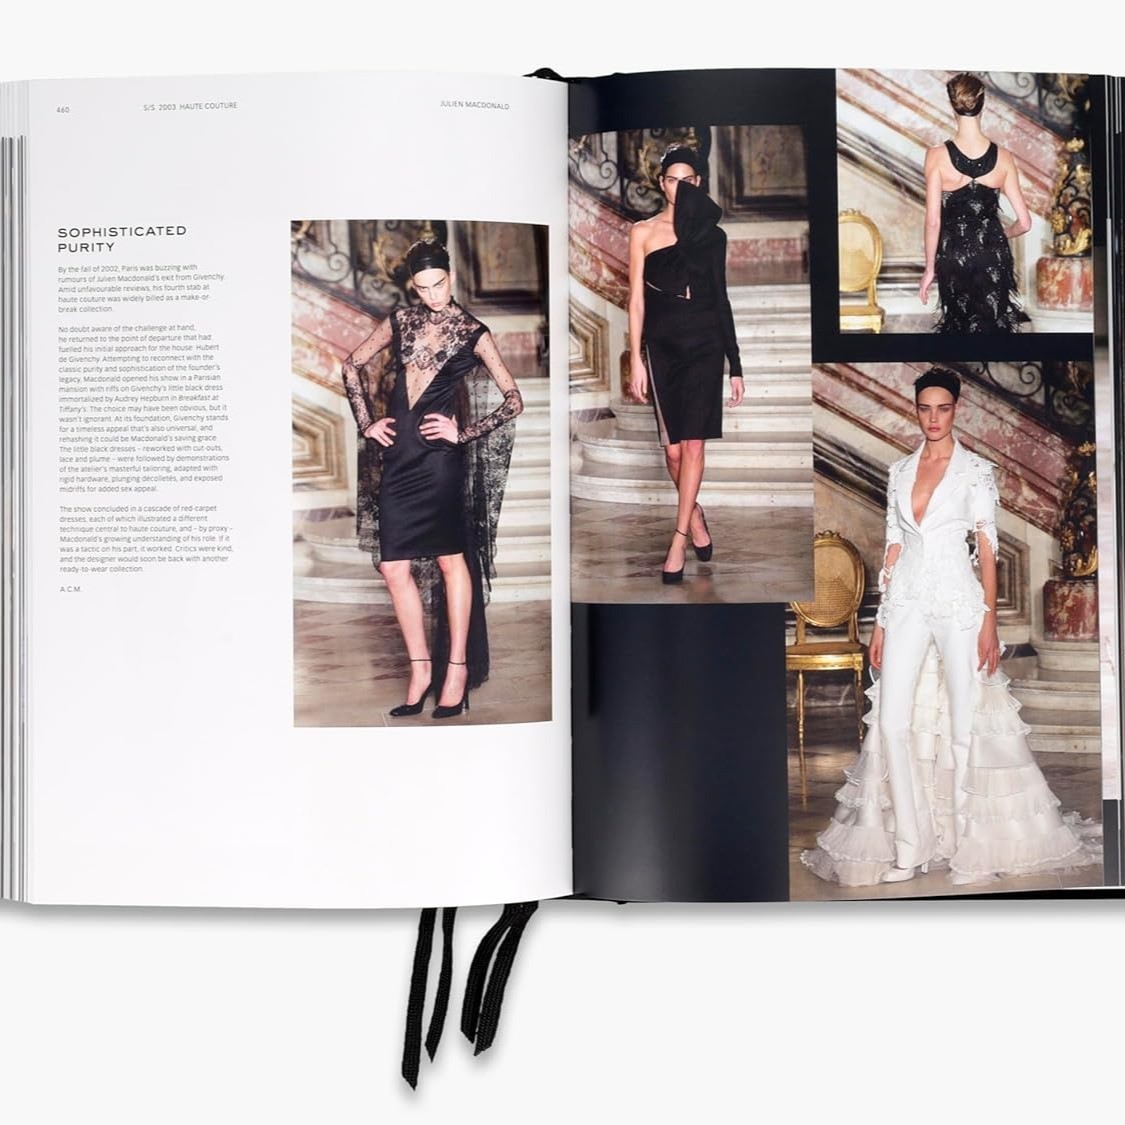 460
S/S 2003 HAUTE COUTURE
JULIEN MACDONALD
SOPHISTICATED
PURITY
By the fall of 2002, Paris was buzzing with
rumours of Julien Macdonald's exit from Givenchy.
Amid unfavourable reviews, his fourth stab at
haute couture was widely billed as a make-or-
break collection.
No doubt aware of the challenge at hand,
he returned to the point of departure that had
fuelled his initial approach for the house: Hubert
de Givenchy. Attempting to reconnect with the
classic purity and sophistication of the founder's
legacy, Macdonald opened his show in a Parisian
mansion with riffs on Givenchy's little black dress
immortalized by Audrey Hepburn in Breakfast at
Tiffany's. The choice may have been obvious, but it
wasn't ignorant. At its foundation, Givenchy stands
for a timeless appeal that's also universal, and
rehashing it could be Macdonald's saving grace.
The little black dresses – reworked with cut-outs,
lace and plume – were followed by demonstrations
of the atelier's masterful tailoring, adapted with
rigid hardware, plunging décolletés, and exposed
midriffs for added sex appeal.
The show concluded in a cascade of red-carpet
dresses, each of which illustrated a different
technique central to haute couture, and – by proxy –
Macdonald's growing understanding of his role. If it
was a tactic on his part, it worked. Critics were kind,
and the designer would soon be back with another
ready-to-wear collection.
A.C.M.